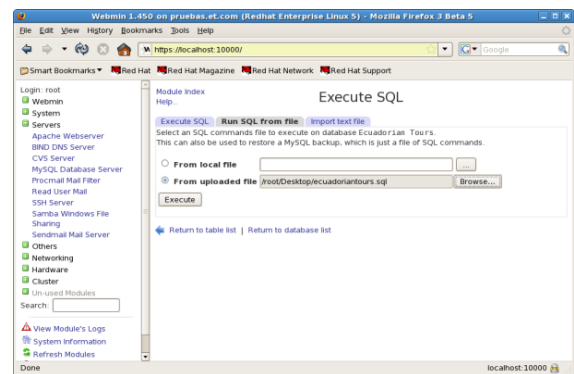 Webmin 1.450 on pruebas.et.com (Redhat Enterprise Linux 5) - Mozilla Firefox 3 Beta 5
File Edit View History Bookmarks Tools Help
https://localhost:10000/
Google
Smart Bookmarks Red Hat Red Hat Magazine Red Hat Network Red Hat Support
Login: root
Webmin
System
Servers
Apache Webserver
BIND DNS Server
CVS Server
MySQL Database Server
Procmail Mail Filter
Read User Mail
SSH Server
Samba Windows File
Sharing
Sendmail Mail Server
Others
Networking
Hardware
Cluster
Un-used Modules
Search:
View Module's Logs
System Information
Refresh Modules
Module Index
Help..
Execute SQL
Execute SQL Run SQL from file Import text file
Select an SQL commands file to execute on database Ecuadorian Tours.
This can also be used to restore a MySQL backup, which is just a file of SQL commands.
From local file ...
From uploaded file /root/Desktop/ecuadoriantours.sql Browse...
Execute
Return to table list | Return to database list
Done
localhost:10000